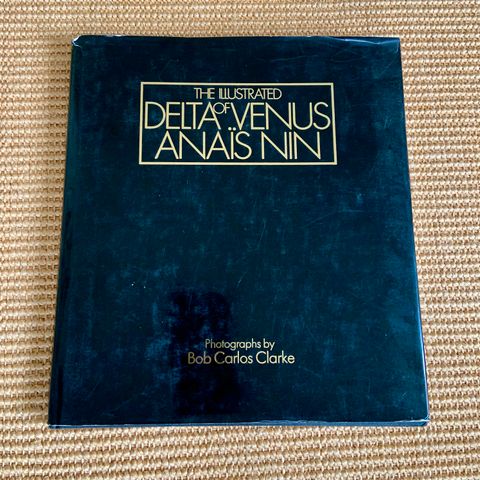 THE ILLUSTRATED
DELTA OF VENUS
ANAÏS NIN
Photographs by
Bob Carlos Clarke